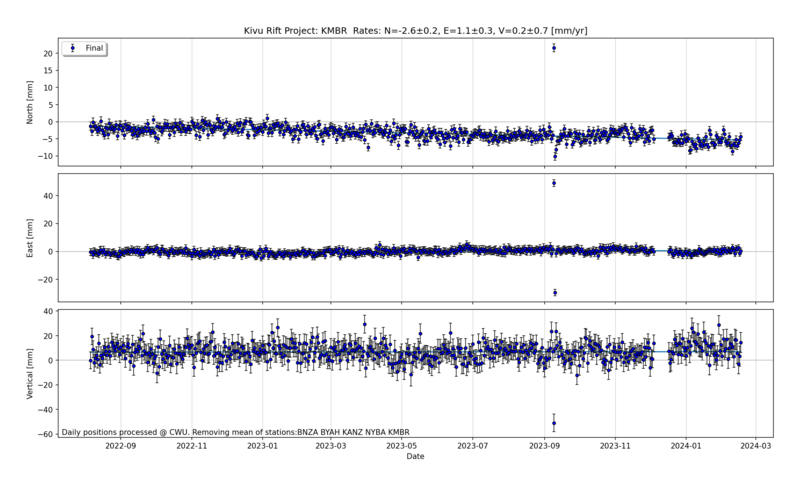 Kivu Rift Project: KMBR  Rates: N=-2.6±0.2, E=1.1±0.3, V=0.2±0.7 [mm/yr]
Final
North [mm]
20
15
10
5
0
−5
−10
East [mm]
40
20
0
−20
Vertical [mm]
40
20
0
−20
−40
−60
Daily positions processed @ CWU. Removing mean of stations:BNZA BYAH KANZ NYBA KMBR
2022-09 2022-11 2023-01 2023-03 2023-05 2023-07 2023-09 2023-11 2024-01 2024-03
Date